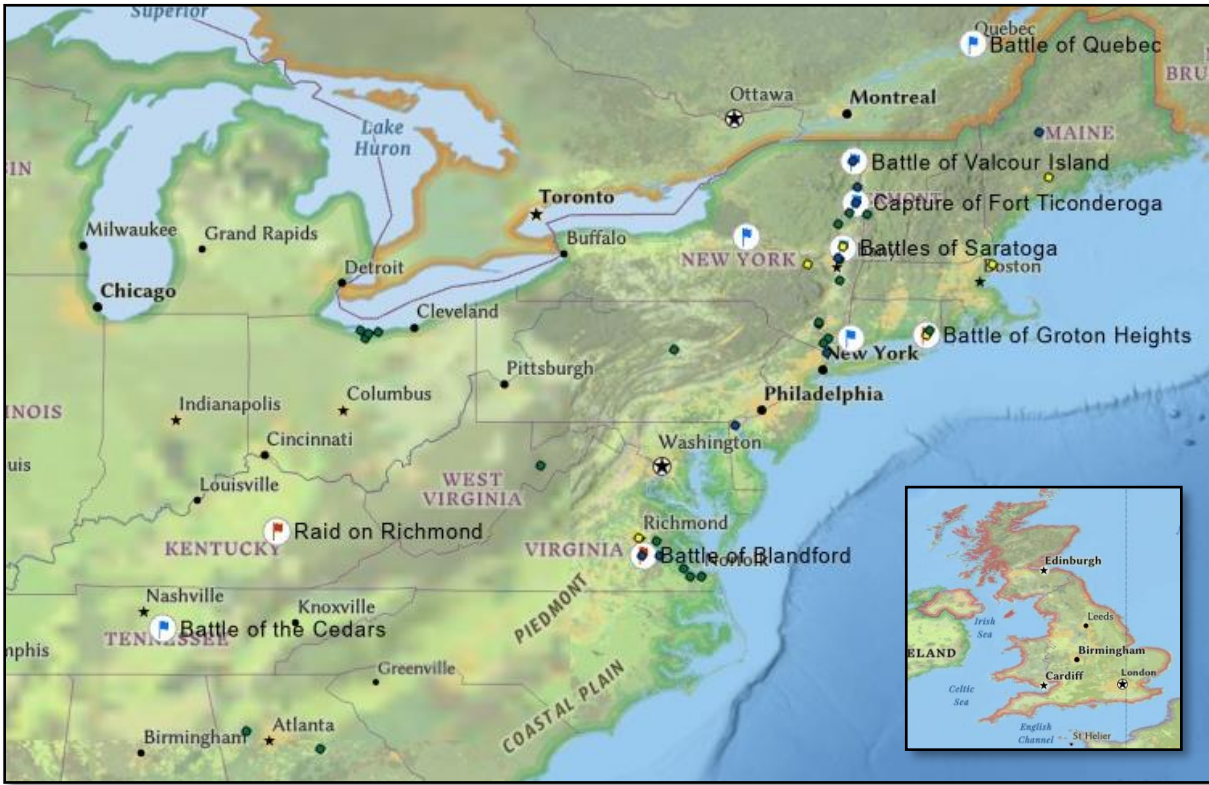 Superior
Quebec
Battle of Quebec
BRU
Ottawa
Montreal
MAINE
Lake
Huron
CIN
Battle of Valcour Island
Toronto
Capture of Fort Ticonderoga
Milwaukee
Grand Rapids
Buffalo
NEW YORK
Battles of Saratoga
Boston
Detroit
Chicago
Cleveland
Battle of Groton Heights
New York
Pittsburgh
Philadelphia
INOIS
Indianapolis
Columbus
Cincinnati
Washington
ouis
Louisville
WEST
VIRGINIA
Richmond
Raid on Richmond
KENTUCKY
VIRGINIA
Battle of Blandford
Norfolk
Nashville
Knoxville
Battle of the Cedars
TENNESSEE
mphis
PIEDMONT
Greenville
COASTAL PLAIN
Birmingham
Atlanta
Edinburgh
Irish
Sea
Leeds
ELAND
Birmingham
Cardiff
London
Celtic
Sea
English
Channel
St Helier